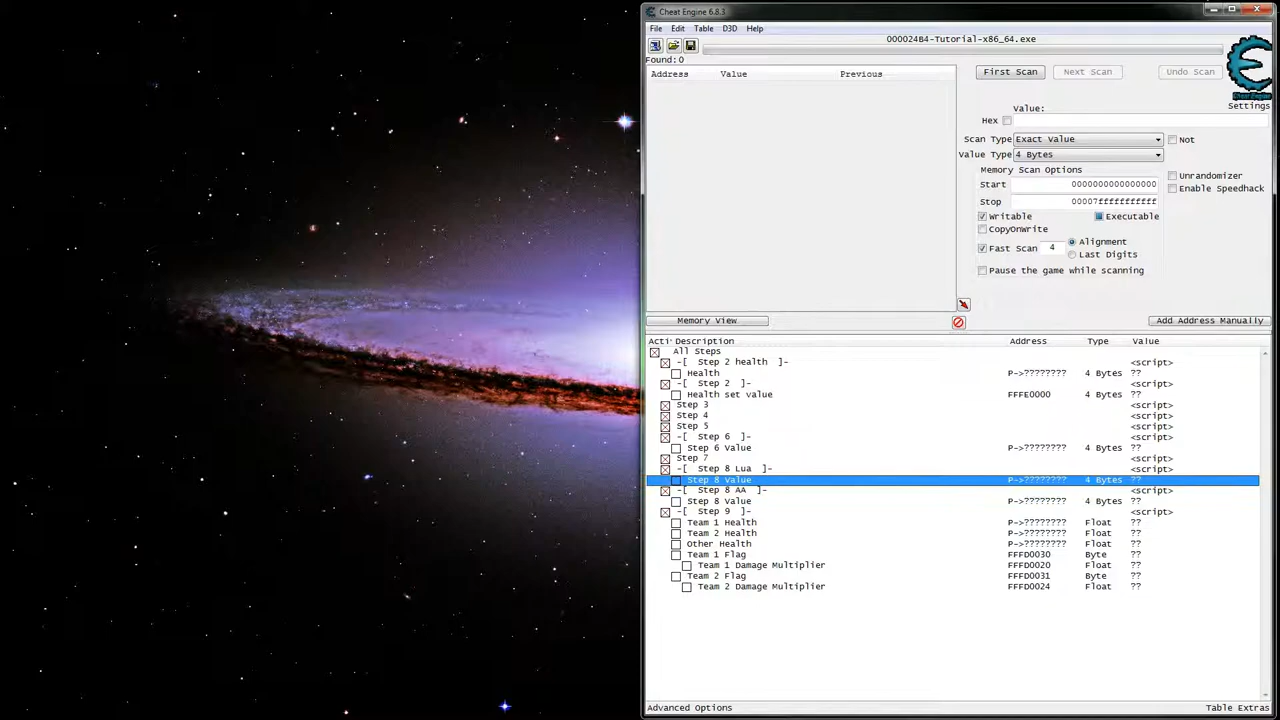 Cheat Engine 6.8.3
File Edit Table D3D Help
000024B4-Tutorial-x86_64.exe
Found:0
Address Value Previous
First Scan Next Scan Undo Scan
Cheat Engine
Settings
Value:
Hex
Scan Type Exact Value Not
Value Type 4 Bytes
Memory Scan Options
Start 0000000000000000
Stop 00007fffffffffff
Unrandomizer
Enable Speedhack
Writable Executable
CopyOnWrite
Fast Scan 4 Alignment
Last Digits
Pause the game while scanning
Memory View Add Address Manually
Acti Description Address Type Value
All Steps
-[ Step 2 health ]- <script>
Health P->???????? 4 Bytes ??
-[ Step 2 ]- <script>
Health set value FFFE0000 4 Bytes ??
Step 3 <script>
Step 4 <script>
Step 5 <script>
-[ Step 6 ]- <script>
Step 6 Value P->???????? 4 Bytes ??
Step 7 <script>
-[ Step 8 Lua ]- <script>
Step 8 Value P->???????? 4 Bytes ??
-[ Step 8 AA ]- <script>
Step 8 Value P->???????? 4 Bytes ??
-[ Step 9 ]- <script>
Team 1 Health P->???????? Float ??
Team 2 Health P->???????? Float ??
Other Health P->???????? Float ??
Team 1 Flag FFFD0030 Byte ??
Team 1 Damage Multiplier FFFD0020 Float ??
Team 2 Flag FFFD0031 Byte ??
Team 2 Damage Multiplier FFFD0024 Float ??
Advanced Options Table Extras